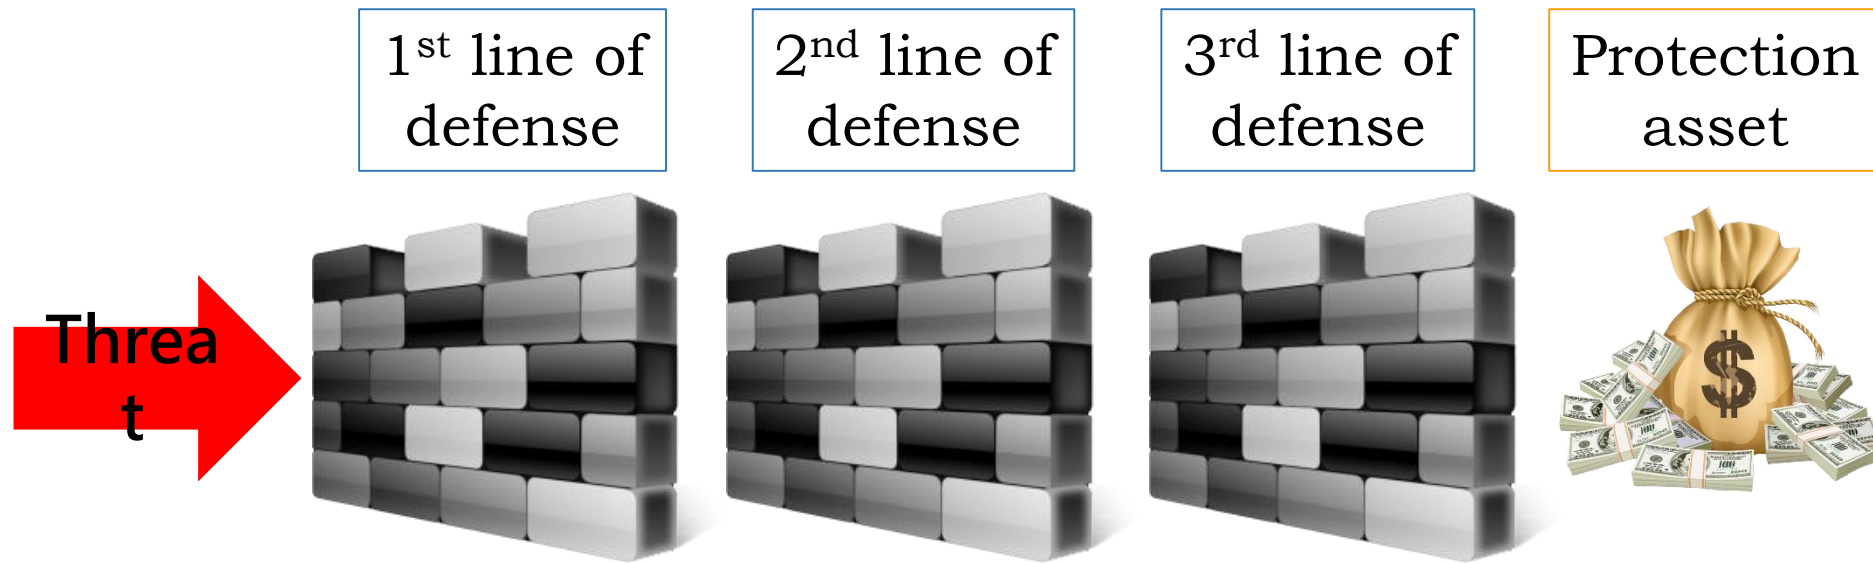 1st line of
defense
2nd line of
defense
3rd line of
defense
Protection
asset
Threa
t
$